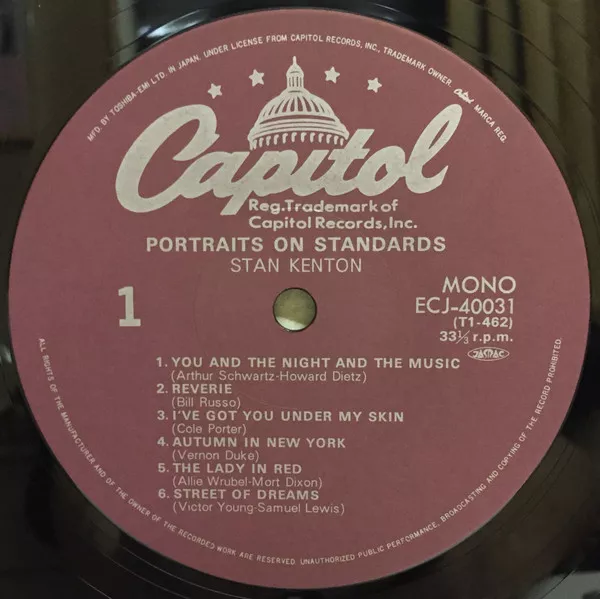 MFD. BY TOSHIBA-EMI LTD. IN JAPAN. UNDER LICENSE FROM CAPITOL RECORDS, INC., TRADEMARK OWNER. Capitol MARCA REG.
Capitol
Reg.Trademark of
Capitol Records,Inc.
PORTRAITS ON STANDARDS
STAN KENTON
1
MONO
ECJ-40031
(T1-462)
33⅓ r.p.m.
JASRAC
1. YOU AND THE NIGHT AND THE MUSIC
(Arthur Schwartz-Howard Dietz)
2. REVERIE
(Bill Russo)
3. I'VE GOT YOU UNDER MY SKIN
(Cole Porter)
4. AUTUMN IN NEW YORK
(Vernon Duke)
5. THE LADY IN RED
(Allie Wrubel-Mort Dixon)
6. STREET OF DREAMS
(Victor Young-Samuel Lewis)
ALL RIGHTS OF THE MANUFACTURER AND OF THE OWNER OF THE RECORDED WORK ARE RESERVED. UNAUTHORIZED PUBLIC PERFORMANCE, BROADCASTING AND COPYING OF THE RECORD PROHIBITED.